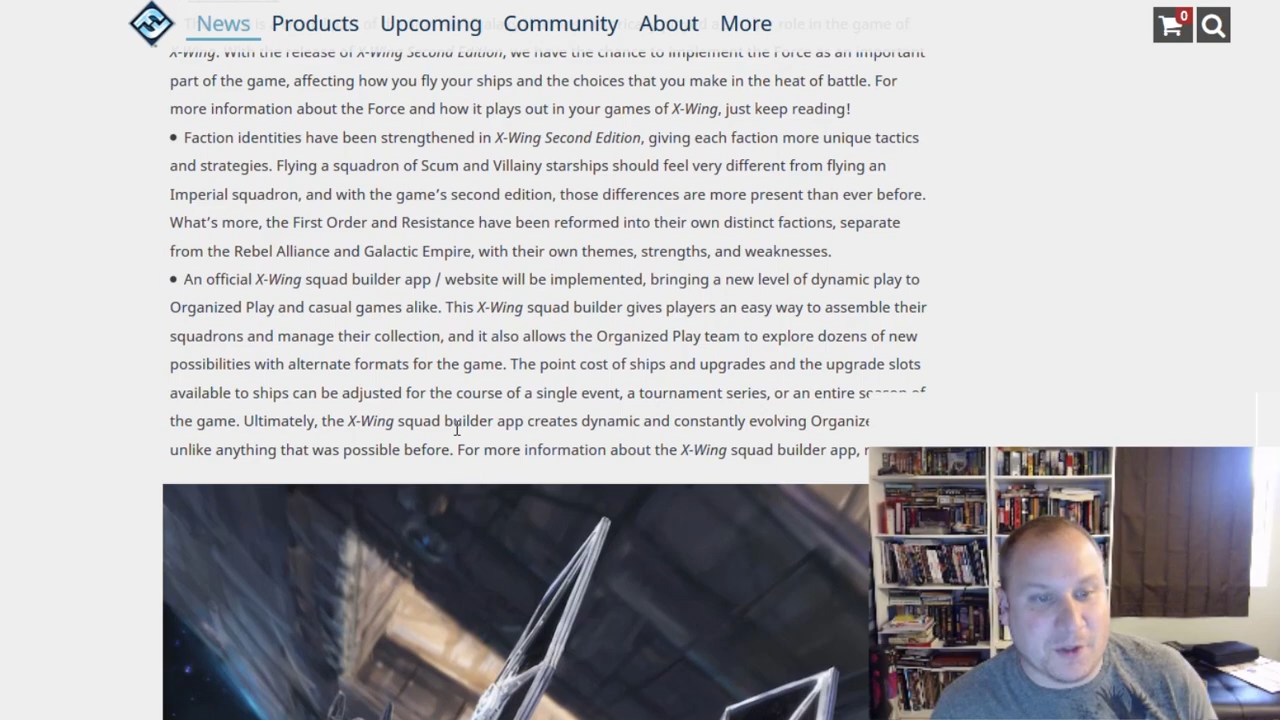 News Products Upcoming Community About More
0
role in the game of
X-Wing. With the release of X-Wing Second Edition, we have the chance to implement the Force as an important
part of the game, affecting how you fly your ships and the choices that you make in the heat of battle. For
more information about the Force and how it plays out in your games of X-Wing, just keep reading!
• Faction identities have been strengthened in X-Wing Second Edition, giving each faction more unique tactics
and strategies. Flying a squadron of Scum and Villainy starships should feel very different from flying an
Imperial squadron, and with the game's second edition, those differences are more present than ever before.
What's more, the First Order and Resistance have been reformed into their own distinct factions, separate
from the Rebel Alliance and Galactic Empire, with their own themes, strengths, and weaknesses.
• An official X-Wing squad builder app / website will be implemented, bringing a new level of dynamic play to
Organized Play and casual games alike. This X-Wing squad builder gives players an easy way to assemble their
squadrons and manage their collection, and it also allows the Organized Play team to explore dozens of new
possibilities with alternate formats for the game. The point cost of ships and upgrades and the upgrade slots
available to ships can be adjusted for the course of a single event, a tournament series, or an entire season of
the game. Ultimately, the X-Wing squad builder app creates dynamic and constantly evolving Organize
unlike anything that was possible before. For more information about the X-Wing squad builder app,